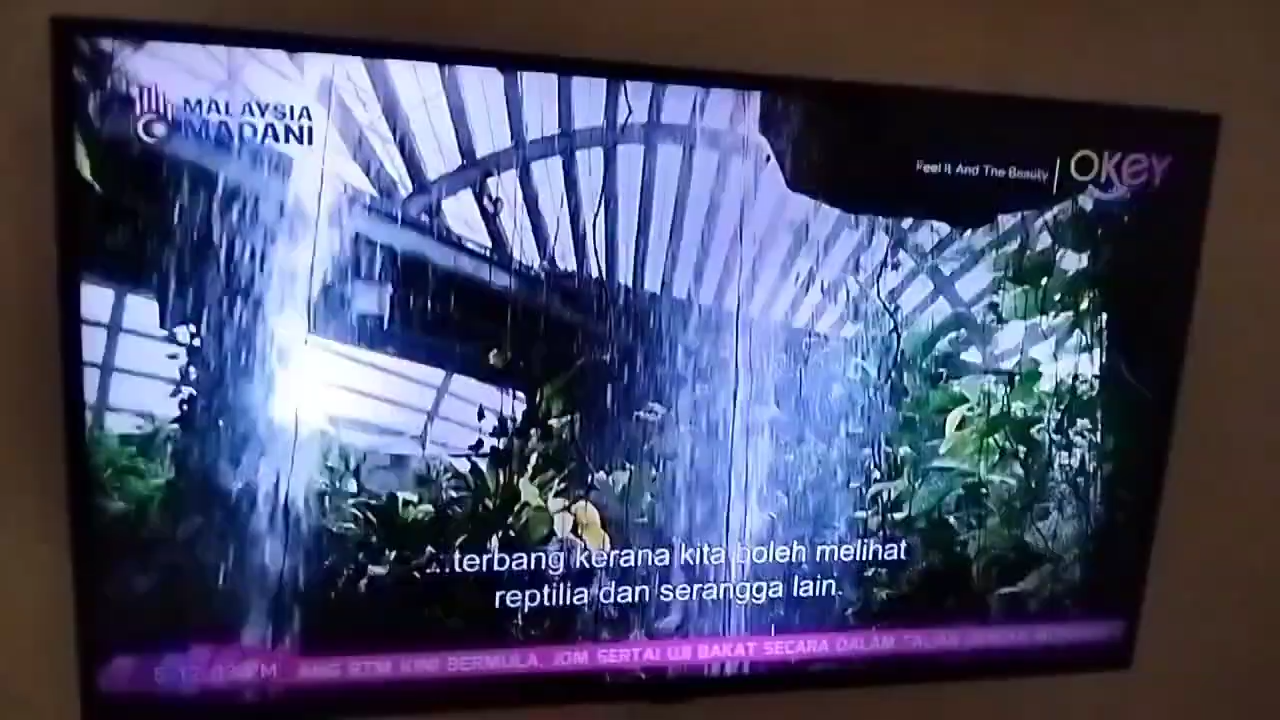 MALAYSIA
MADANI
Feel It And The Beauty | OKEY
...terbang kerana kita boleh melihat
reptilia dan serangga lain.
RTM KINI BERMULA. JOM SERTAI UJI BAKAT SECARA DALAM